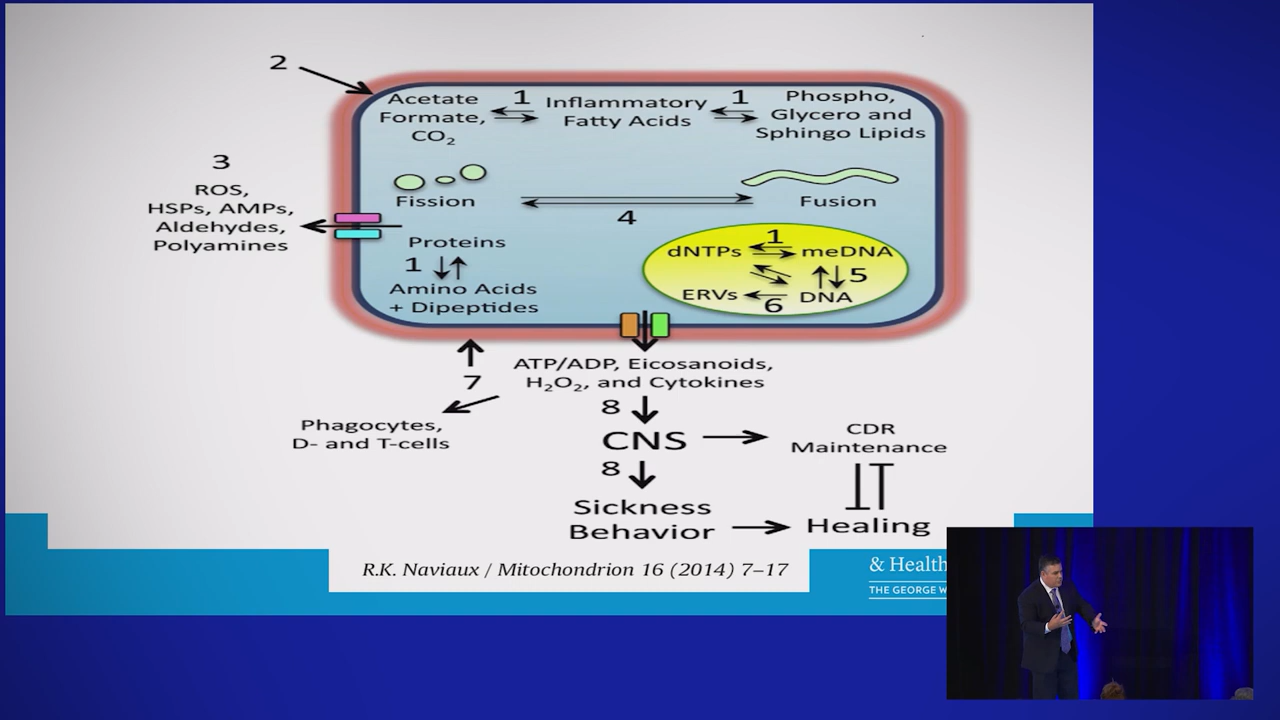 2
Acetate
Formate,
CO₂
1
Inflammatory
Fatty Acids
1
Phospho,
Glycero and
Sphingo Lipids
3
ROS,
HSPs, AMPs,
Aldehydes,
Polyamines
Fission
4
Fusion
Proteins
1
Amino Acids
+ Dipeptides
dNTPs
1
meDNA
5
ERVs
6
DNA
7
ATP/ADP, Eicosanoids,
H₂O₂, and Cytokines
Phagocytes,
D- and T-cells
8
CNS
CDR
Maintenance
8
Sickness
Behavior
Healing
R.K. Naviaux / Mitochondrion 16 (2014) 7–17
& Health
THE GEORGE W